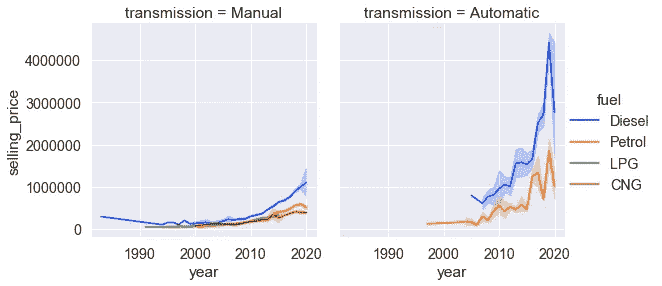 transmission = Manual
transmission = Automatic
4000000
3000000
2000000
1000000
0
selling_price
1990
2000
2010
2020
year
1990
2000
2010
2020
year
fuel
Diesel
Petrol
LPG
CNG